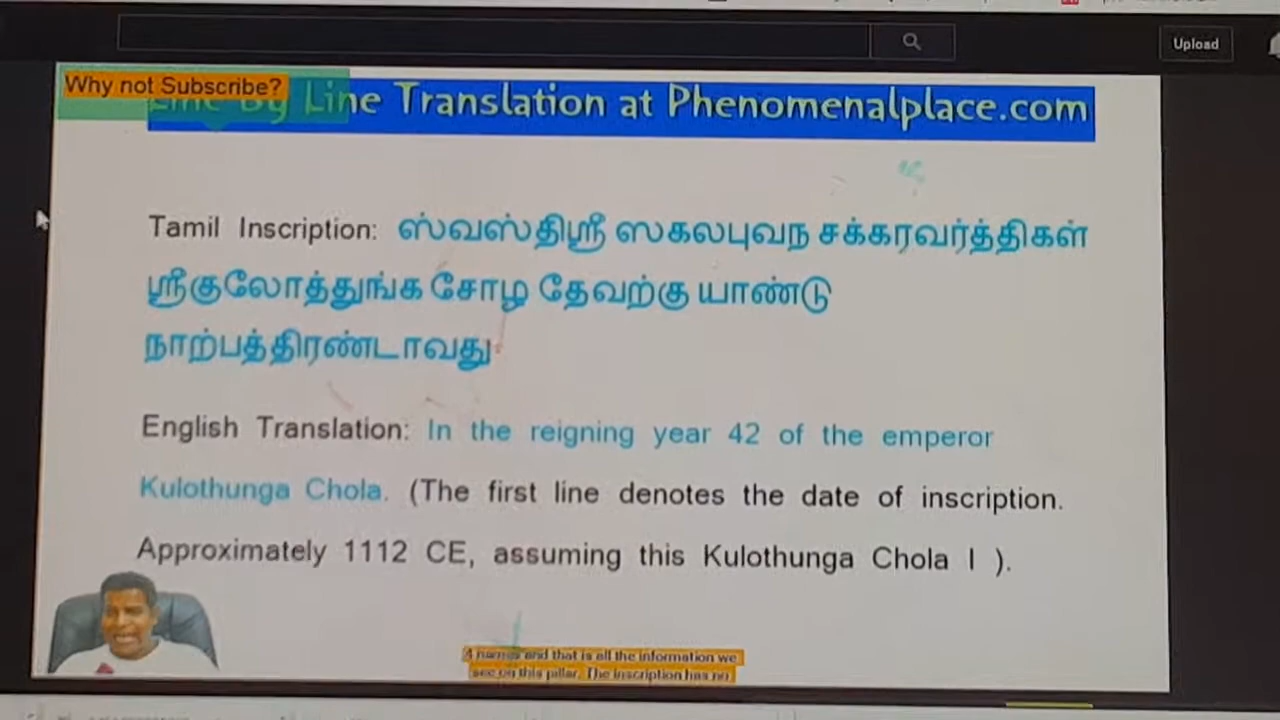 Upload
Why not Subscribe?
Line By Line Translation at Phenomenalplace.com
Tamil Inscription: ஸ்வஸ்திஸ்ரீ ஸகலபுவந சக்கரவர்த்திகள்
ஸ்ரீகுலோத்துங்க சோழ தேவற்கு யாண்டு
நாற்பத்திரண்டாவது
English Translation: In the reigning year 42 of the emperor
Kulothunga Chola. (The first line denotes the date of inscription.
Approximately 1112 CE, assuming this Kulothunga Chola I ).
4 names and that is all the information we
see on this pillar. The inscription has no